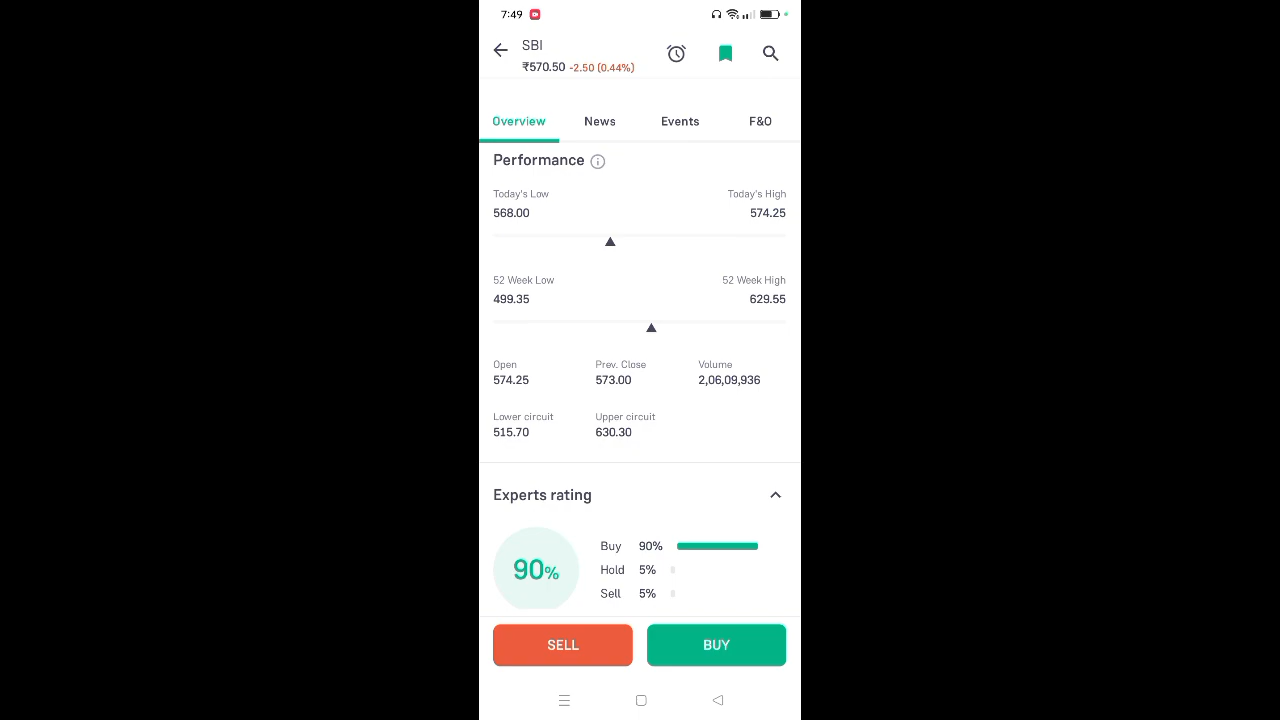 7:49
SBI
₹570.50 -2.50 (0.44%)
Overview News Events F&O
Performance
Today's Low Today's High
568.00 574.25
52 Week Low 52 Week High
499.35 629.55
Open Prev. Close Volume
574.25 573.00 2,06,09,936
Lower circuit Upper circuit
515.70 630.30
Experts rating
90%
Buy 90%
Hold 5%
Sell 5%
SELL BUY